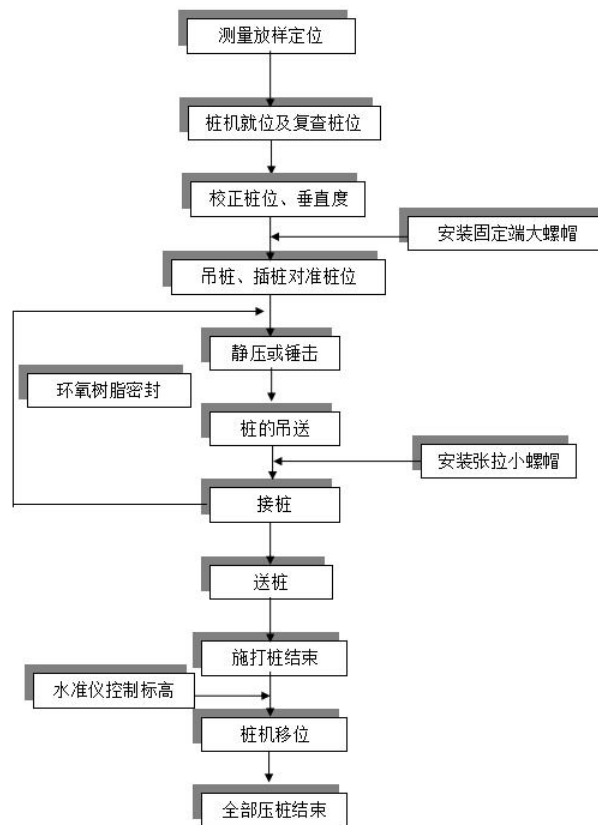 测量放样定位
桩机就位及复查桩位
校正桩位、垂直度
安装固定端大螺帽
吊桩、插桩对准桩位
静压或锤击
环氧树脂密封
桩的吊送
安装张拉小螺帽
接桩
送桩
施打桩结束
水准仪控制标高
桩机移位
全部压桩结束